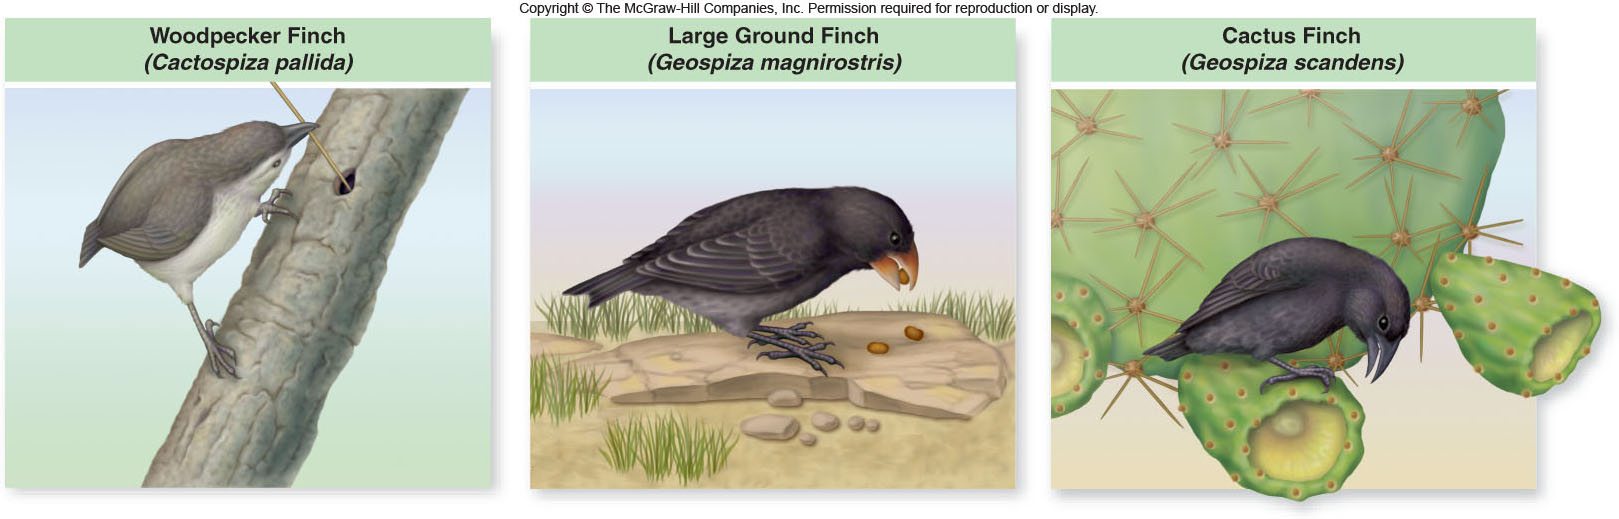 Copyright © The McGraw-Hill Companies, Inc. Permission required for reproduction or display.
Woodpecker Finch
(Cactospiza pallida)
Large Ground Finch
(Geospiza magnirostris)
Cactus Finch
(Geospiza scandens)